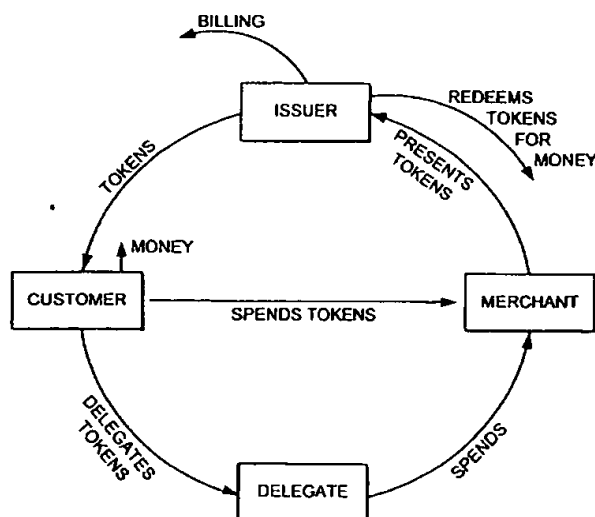 BILLING
ISSUER
REDEEMS
TOKENS
FOR
MONEY
PRESENTS
TOKENS
TOKENS
MONEY
CUSTOMER
SPENDS TOKENS
MERCHANT
DELEGATES
TOKENS
DELEGATE
SPENDS